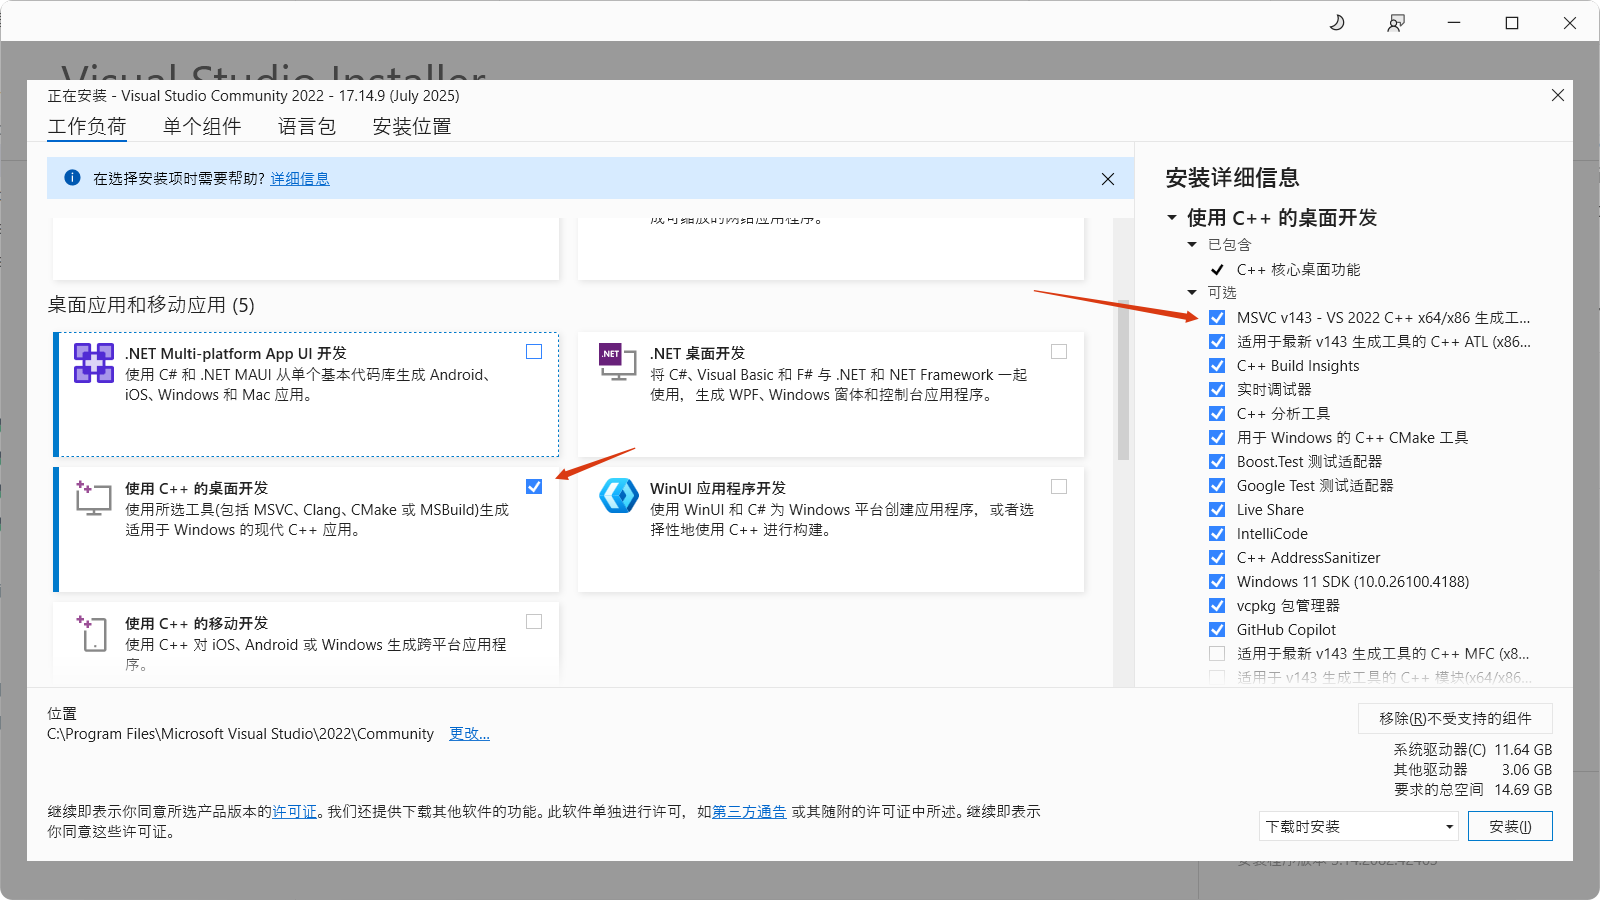 Visual Studio Installer
正在安装 - Visual Studio Community 2022 - 17.14.9 (July 2025)
工作负荷 单个组件 语言包 安装位置
在选择安装项时需要帮助? 详细信息
成可缩放的网络应用程序。
桌面应用和移动应用 (5)
.NET Multi-platform App UI 开发
使用 C# 和 .NET MAUI 从单个基本代码库生成 Android、
iOS、Windows 和 Mac 应用。
.NET
.NET 桌面开发
将 C#、Visual Basic 和 F# 与 .NET 和 NET Framework 一起
使用，生成 WPF、Windows 窗体和控制台应用程序。
使用 C++ 的桌面开发
使用所选工具(包括 MSVC、Clang、CMake 或 MSBuild)生成
适用于 Windows 的现代 C++ 应用。
WinUI 应用程序开发
使用 WinUI 和 C# 为 Windows 平台创建应用程序，或者选
择性地使用 C++ 进行构建。
使用 C++ 的移动开发
使用 C++ 对 iOS、Android 或 Windows 生成跨平台应用程
序。
安装详细信息
使用 C++ 的桌面开发
已包含
C++ 核心桌面功能
可选
MSVC v143 - VS 2022 C++ x64/x86 生成工...
适用于最新 v143 生成工具的 C++ ATL (x86...
C++ Build Insights
实时调试器
C++ 分析工具
用于 Windows 的 C++ CMake 工具
Boost.Test 测试适配器
Google Test 测试适配器
Live Share
IntelliCode
C++ AddressSanitizer
Windows 11 SDK (10.0.26100.4188)
vcpkg 包管理器
GitHub Copilot
适用于最新 v143 生成工具的 C++ MFC (x8...
适用于 v143 生成工具的 C++ 模块(x64/x86...
位置
C:\Program Files\Microsoft Visual Studio\2022\Community 更改...
移除(R)不受支持的组件
系统驱动器(C) 11.64 GB
其他驱动器 3.06 GB
要求的总空间 14.69 GB
继续即表示你同意所选产品版本的许可证。我们还提供下载其他软件的功能。此软件单独进行许可，如第三方通告 或其随附的许可证中所述。继续即表示
你同意这些许可证。
下载时安装 安装(I)